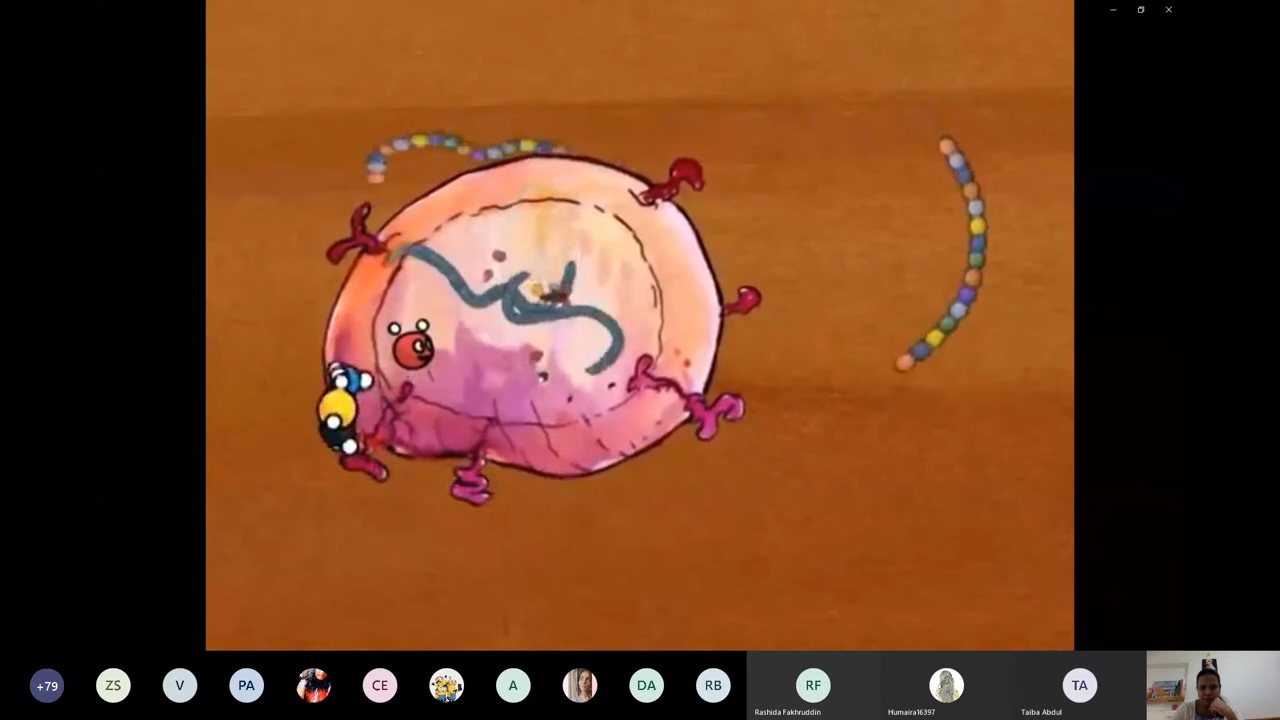 +79
ZS
V
PA
CE
A
DA
RB
RF
Rashida Fakhruddin
Humaira16397
TA
Taiba Abdul